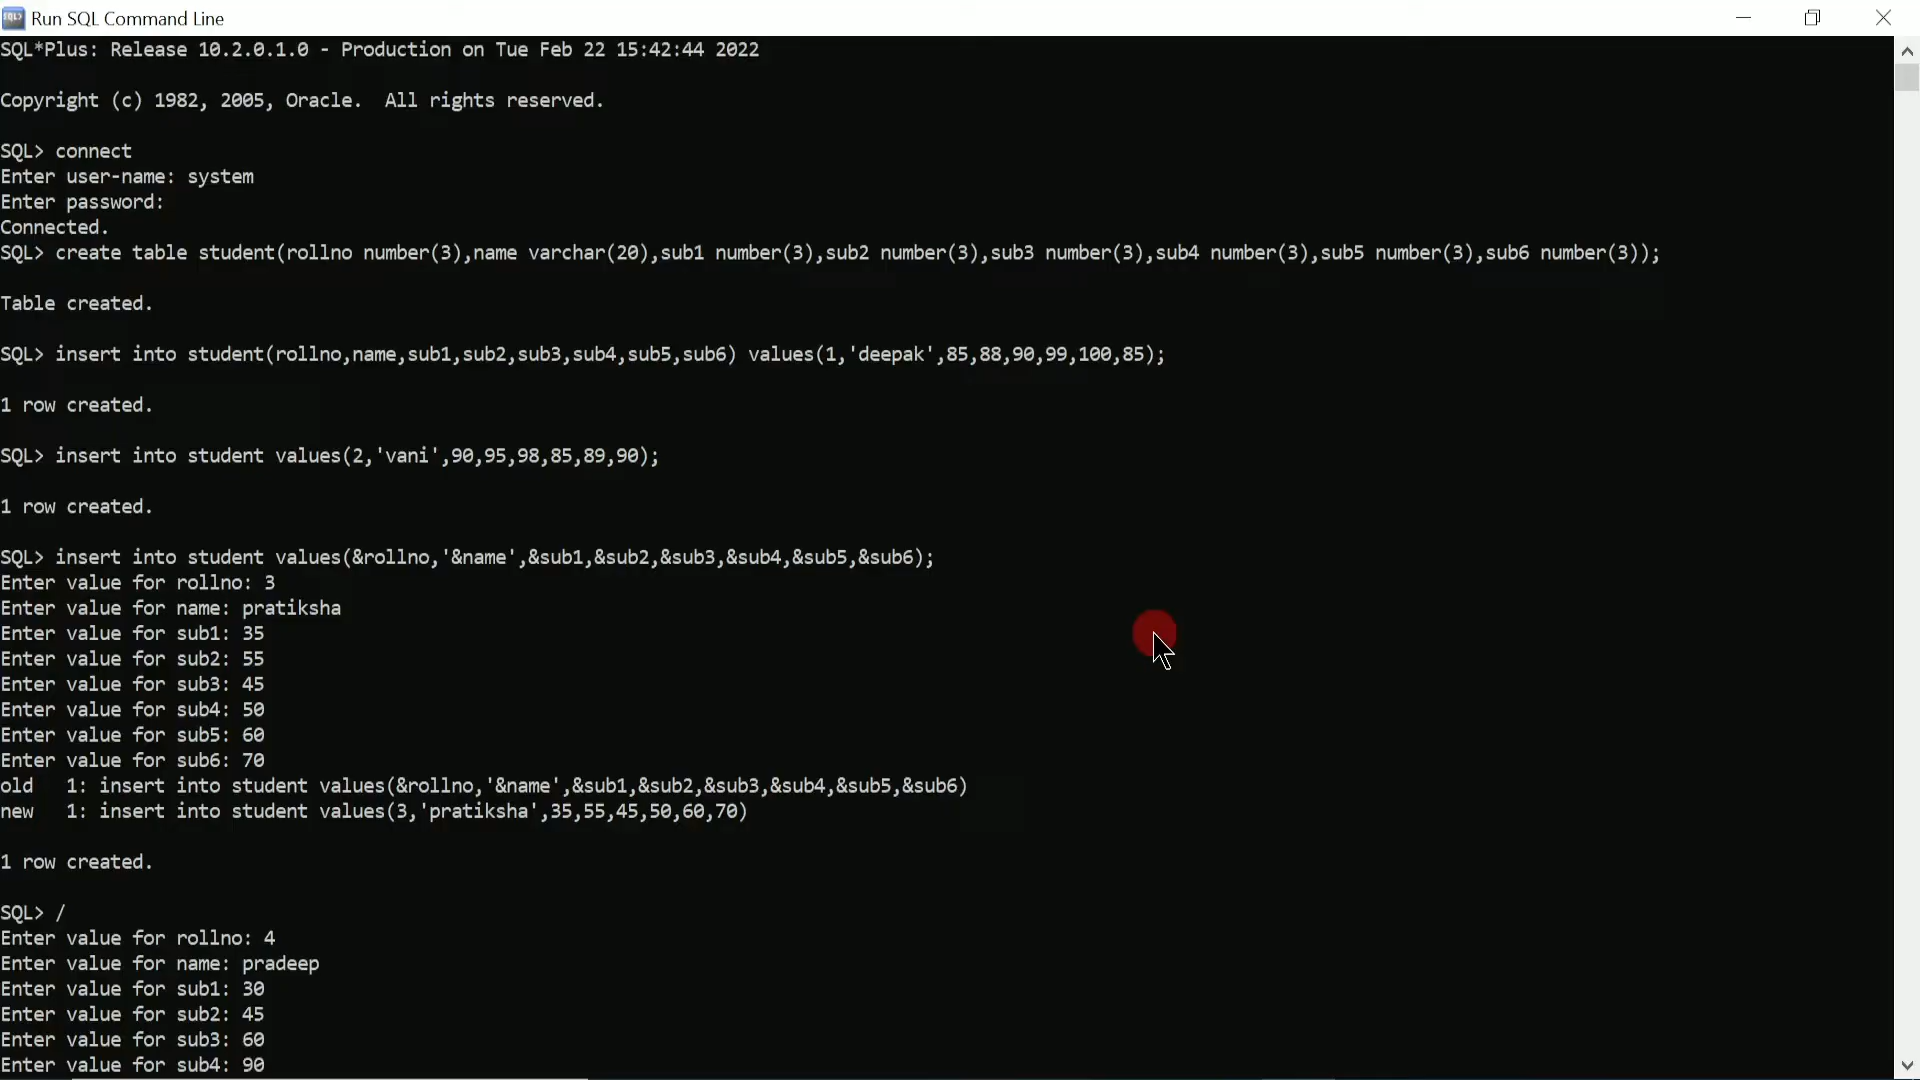 Run SQL Command Line
SQL*Plus: Release 10.2.0.1.0 - Production on Tue Feb 22 15:42:44 2022
Copyright (c) 1982, 2005, Oracle.  All rights reserved.
SQL> connect
Enter user-name: system
Enter password:
Connected.
SQL> create table student(rollno number(3),name varchar(20),sub1 number(3),sub2 number(3),sub3 number(3),sub4 number(3),sub5 number(3),sub6 number(3));
Table created.
SQL> insert into student(rollno,name,sub1,sub2,sub3,sub4,sub5,sub6) values(1,'deepak',85,88,90,99,100,85);
1 row created.
SQL> insert into student values(2,'vani',90,95,98,85,89,90);
1 row created.
SQL> insert into student values(&rollno,'&name',&sub1,&sub2,&sub3,&sub4,&sub5,&sub6);
Enter value for rollno: 3
Enter value for name: pratiksha
Enter value for sub1: 35
Enter value for sub2: 55
Enter value for sub3: 45
Enter value for sub4: 50
Enter value for sub5: 60
Enter value for sub6: 70
old   1: insert into student values(&rollno,'&name',&sub1,&sub2,&sub3,&sub4,&sub5,&sub6)
new   1: insert into student values(3,'pratiksha',35,55,45,50,60,70)
1 row created.
SQL> /
Enter value for rollno: 4
Enter value for name: pradeep
Enter value for sub1: 30
Enter value for sub2: 45
Enter value for sub3: 60
Enter value for sub4: 90